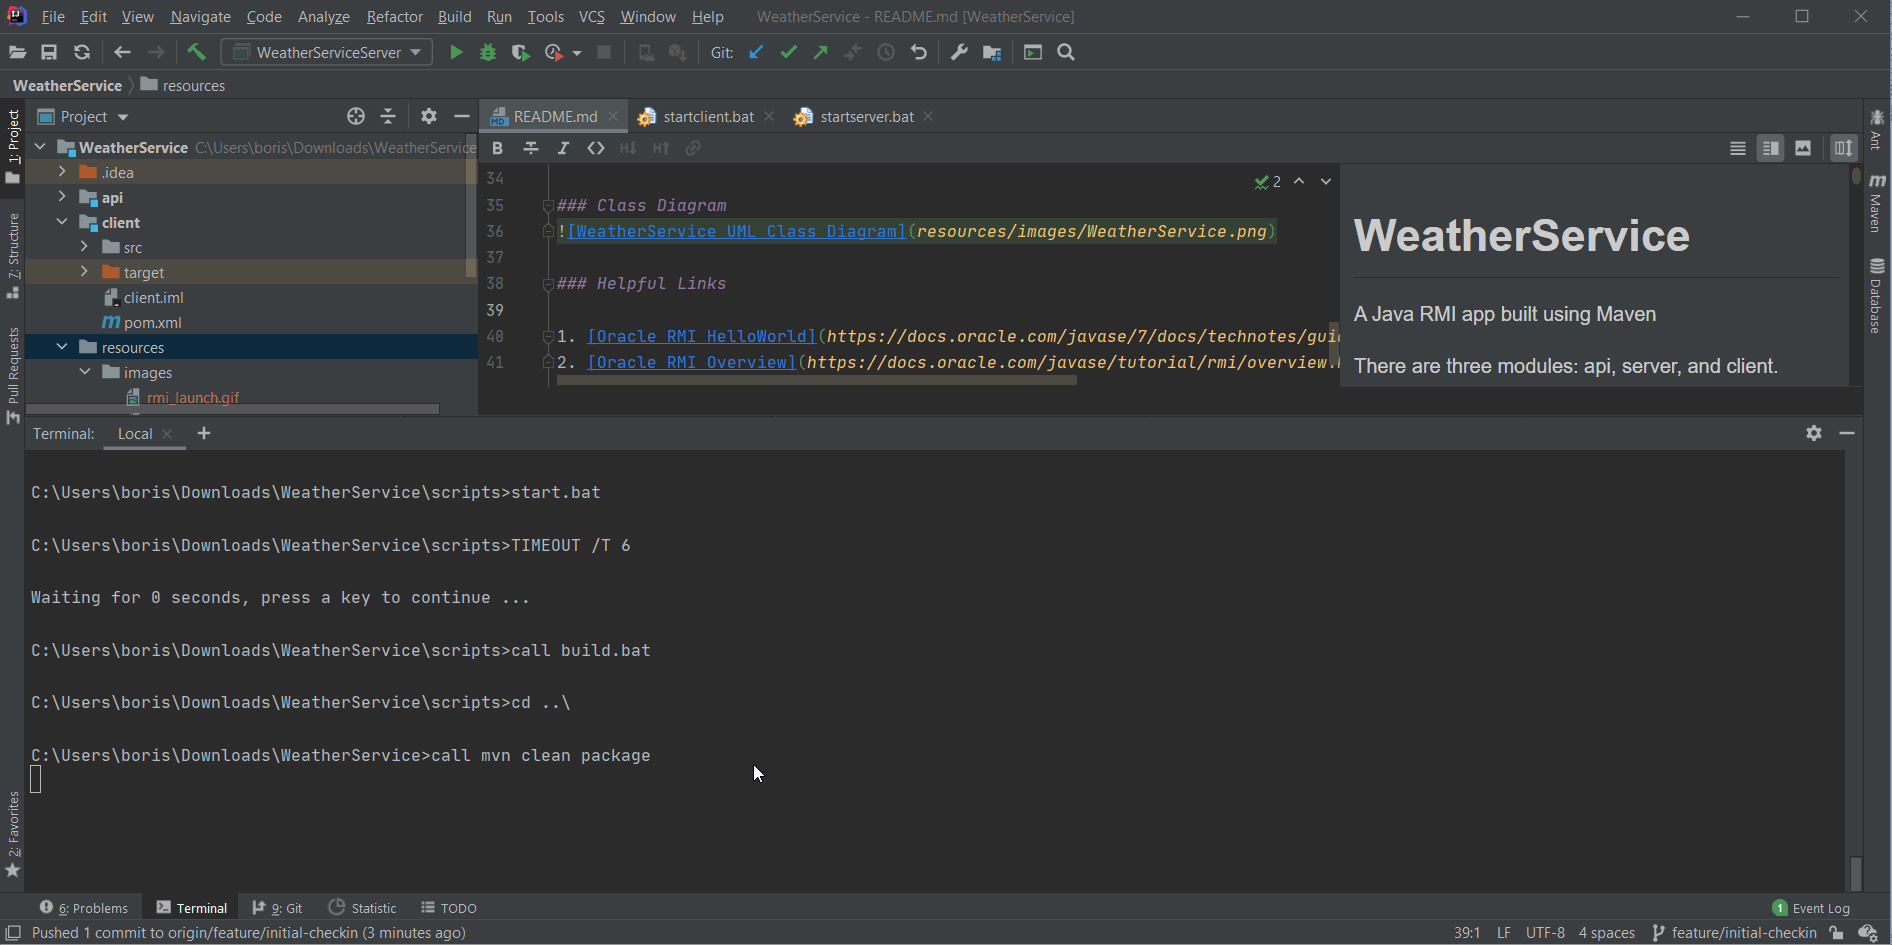 File Edit View Navigate Code Analyze Refactor Build Run Tools VCS Window Help WeatherService - README.md [WeatherService]
WeatherServiceServer Git:
WeatherService resources
Project
README.md startclient.bat startserver.bat
1: Project
7: Structure
Pull Requests
2: Favorites
WeatherService C:\Users\boris\Downloads\WeatherService
.idea
api
client
src
target
client.iml
pom.xml
resources
images
rmi_launch.gif
B I <>
2
34
35 ### Class Diagram
36 ![WeatherService UML Class Diagram](resources/images/WeatherService.png)
37
38 ### Helpful Links
39
40 1. [Oracle RMI HelloWorld](https://docs.oracle.com/javase/7/docs/technotes/gui
41 2. [Oracle RMI Overview](https://docs.oracle.com/javase/tutorial/rmi/overview.
WeatherService
A Java RMI app built using Maven
There are three modules: api, server, and client.
Ant
Maven
Database
Terminal: Local
C:\Users\boris\Downloads\WeatherService\scripts>start.bat
C:\Users\boris\Downloads\WeatherService\scripts>TIMEOUT /T 6
Waiting for 0 seconds, press a key to continue ...
C:\Users\boris\Downloads\WeatherService\scripts>call build.bat
C:\Users\boris\Downloads\WeatherService\scripts>cd ..\
C:\Users\boris\Downloads\WeatherService>call mvn clean package
6: Problems Terminal 9: Git Statistic TODO 1 Event Log
Pushed 1 commit to origin/feature/initial-checkin (3 minutes ago) 39:1 LF UTF-8 4 spaces feature/initial-checkin